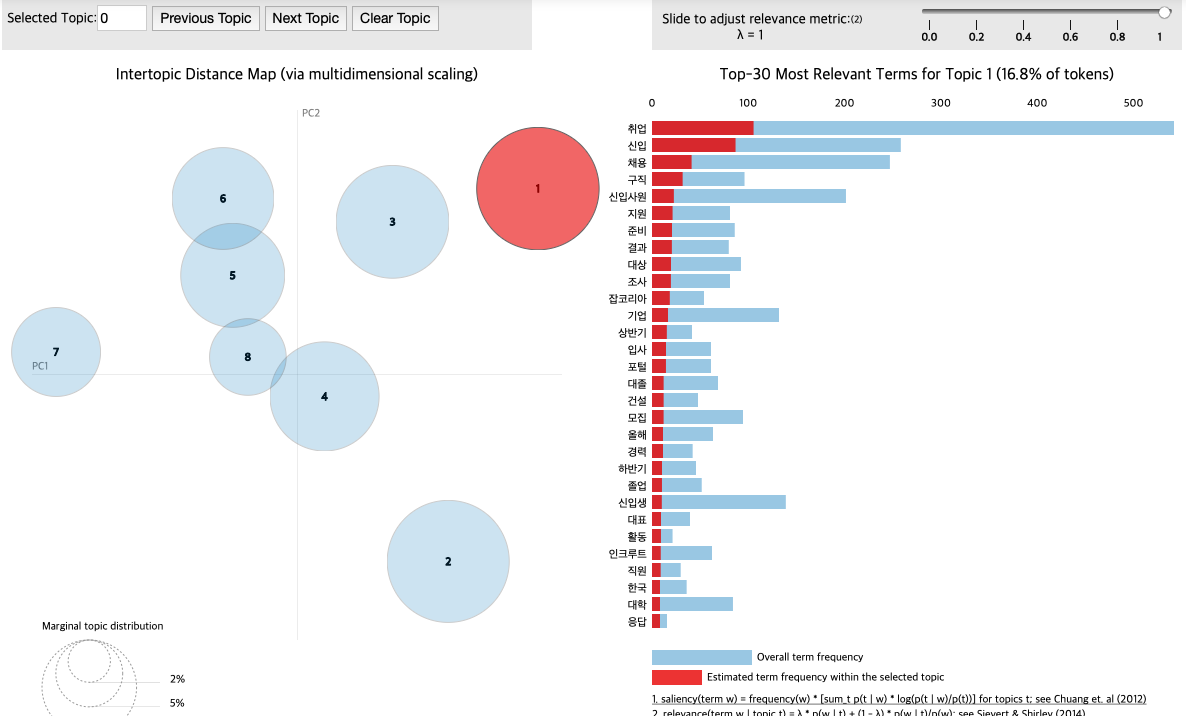 Selected Topic: 0 Previous Topic Next Topic Clear Topic
Slide to adjust relevance metric:(2)
λ = 1
0.0 0.2 0.4 0.6 0.8 1
Intertopic Distance Map (via multidimensional scaling)
PC2
6
3
1
5
7
8
4
PC1
2
Marginal topic distribution
2%
5%
Top-30 Most Relevant Terms for Topic 1 (16.8% of tokens)
0 100 200 300 400 500
취업
신입
채용
구직
신입사원
지원
준비
결과
대상
조사
잡코리아
기업
상반기
입사
포털
대졸
건설
모집
올해
경력
하반기
졸업
신입생
대표
활동
인크루트
직원
한국
대학
응답
Overall term frequency
Estimated term frequency within the selected topic
1. saliency(term w) = frequency(w) * [sum_t p(t | w) * log(p(t | w)/p(t))] for topics t; see Chuang et. al (2012)
2. relevance(term w | topic t) = λ * p(w | t) + (1 - λ) * p(w | t)/p(w); see Sievert & Shirley (2014)